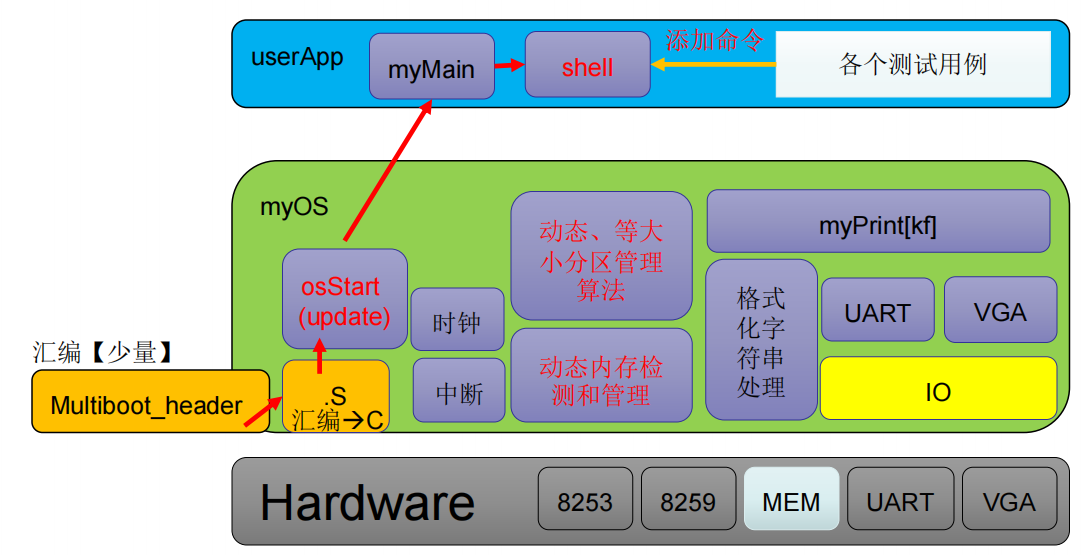 userApp
myMain
shell
添加命令
各个测试用例
myOS
osStart
(update)
时钟
中断
动态、等大
小分区管理
算法
动态内存检
测和管理
myPrint[kf]
格式
化字
符串
处理
UART
VGA
IO
汇编【少量】
Multiboot_header
.S
汇编→C
Hardware
8253
8259
MEM
UART
VGA